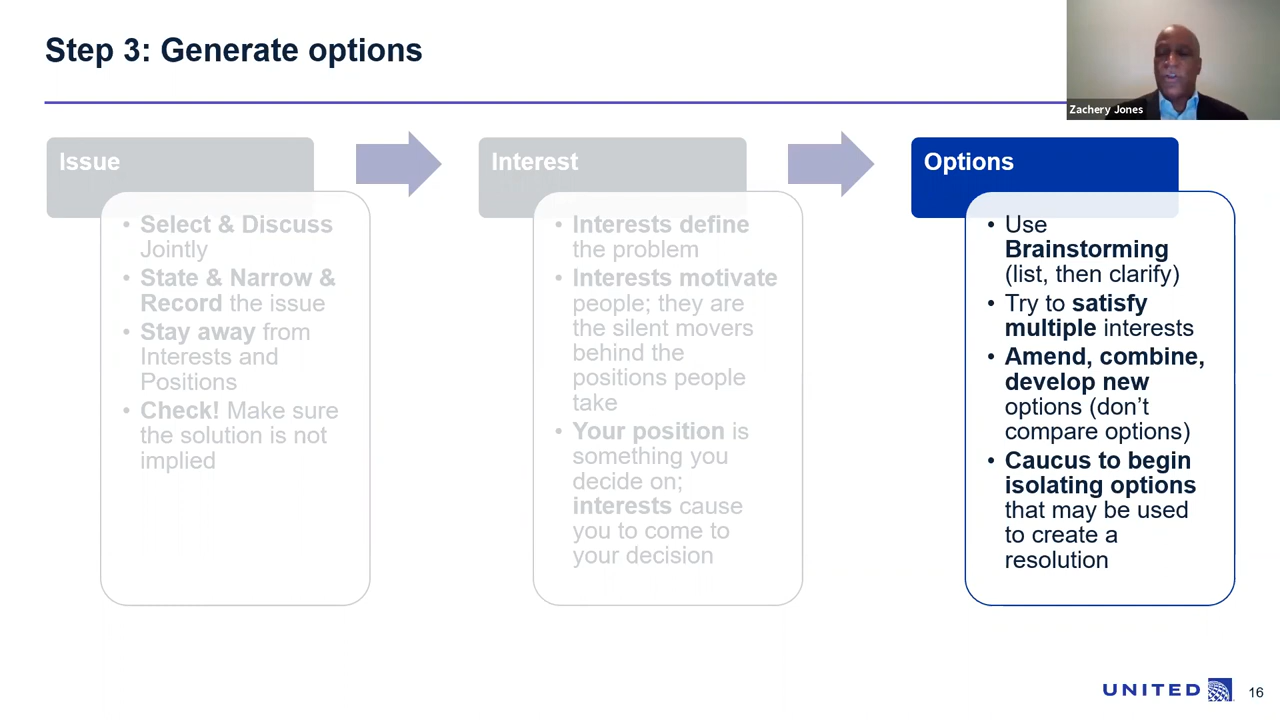 Step 3: Generate options
Zachery Jones
Issue
• Select & Discuss
Jointly
• State & Narrow &
Record the issue
• Stay away from
Interests and
Positions
• Check! Make sure
the solution is not
implied
Interest
• Interests define
the problem
• Interests motivate
people; they are
the silent movers
behind the
positions people
take
• Your position is
something you
decide on;
interests cause
you to come to
your decision
Options
• Use
Brainstorming
(list, then clarify)
• Try to satisfy
multiple interests
• Amend, combine,
develop new
options (don’t
compare options)
• Caucus to begin
isolating options
that may be used
to create a
resolution
UNITED
16